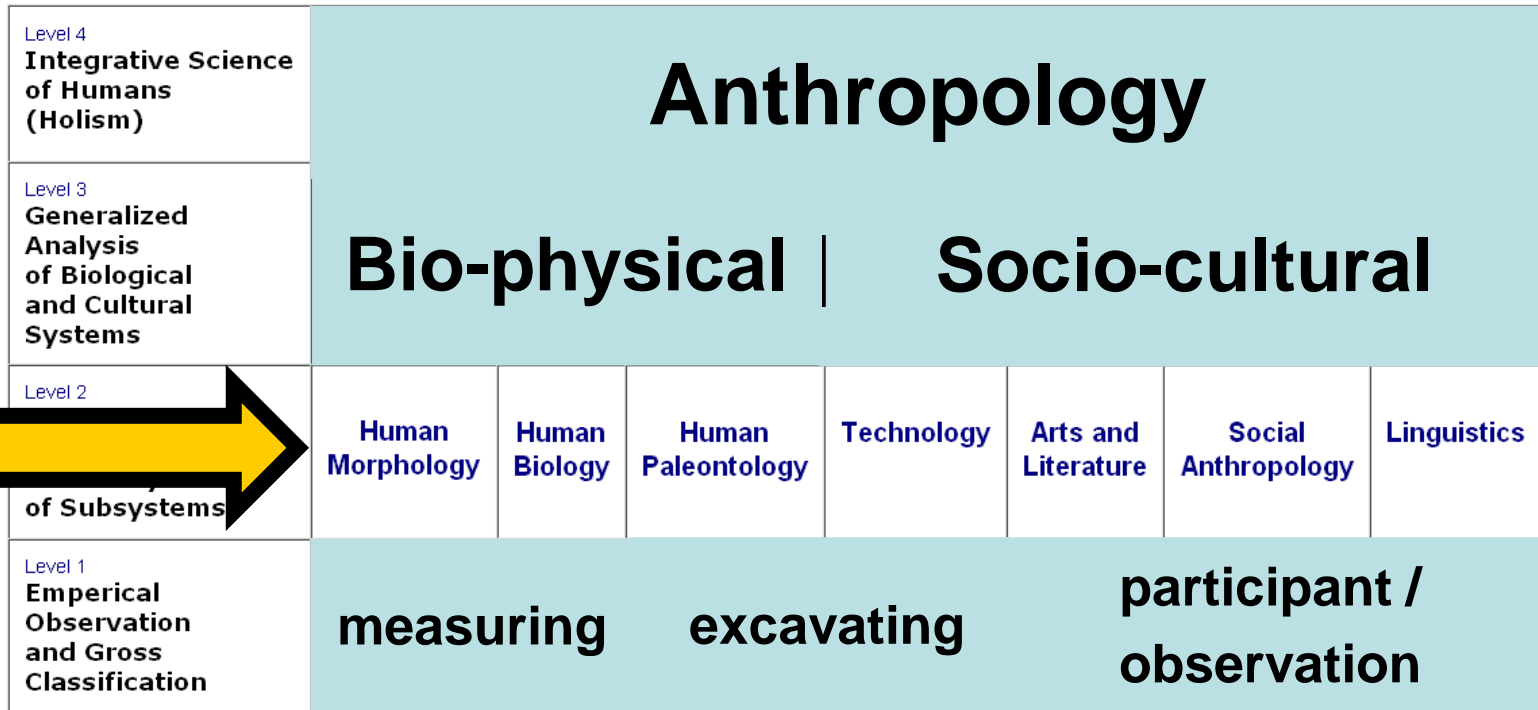 Level 4
Integrative Science
of Humans
(Holism)
Anthropology
Level 3
Generalized
Analysis
of Biological
and Cultural
Systems
Bio-physical | Socio-cultural
Level 2
of Subsystems
Human
Morphology
Human
Biology
Human
Paleontology
Technology
Arts and
Literature
Social
Anthropology
Linguistics
Level 1
Emperical
Observation
and Gross
Classification
measuring
excavating
participant /
observation